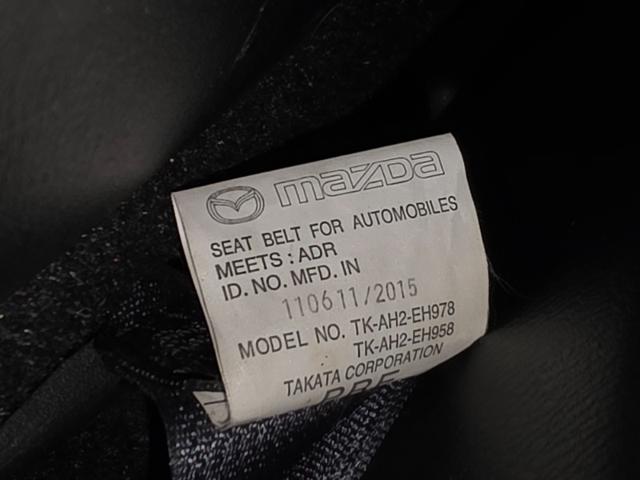 mazda
SEAT BELT FOR AUTOMOBILES
MEETS : ADR
ID. NO. MFD. IN
110611/2015
MODEL NO. TK-AH2-EH978
TK-AH2-EH958
TAKATA CORPORATION